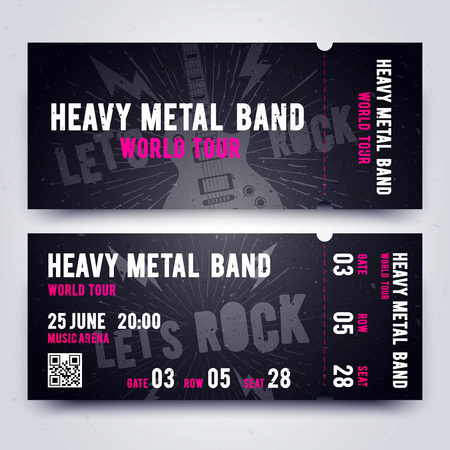 HEAVY METAL BAND
WORLD TOUR
LET'S ROCK
HEAVY METAL BAND
WORLD TOUR
HEAVY METAL BAND
WORLD TOUR
25 JUNE 20:00
MUSIC ARENA
LET'S ROCK
GATE 03 ROW 05 SEAT 28
HEAVY METAL BAND
WORLD TOUR
GATE ROW SEAT
03 05 28